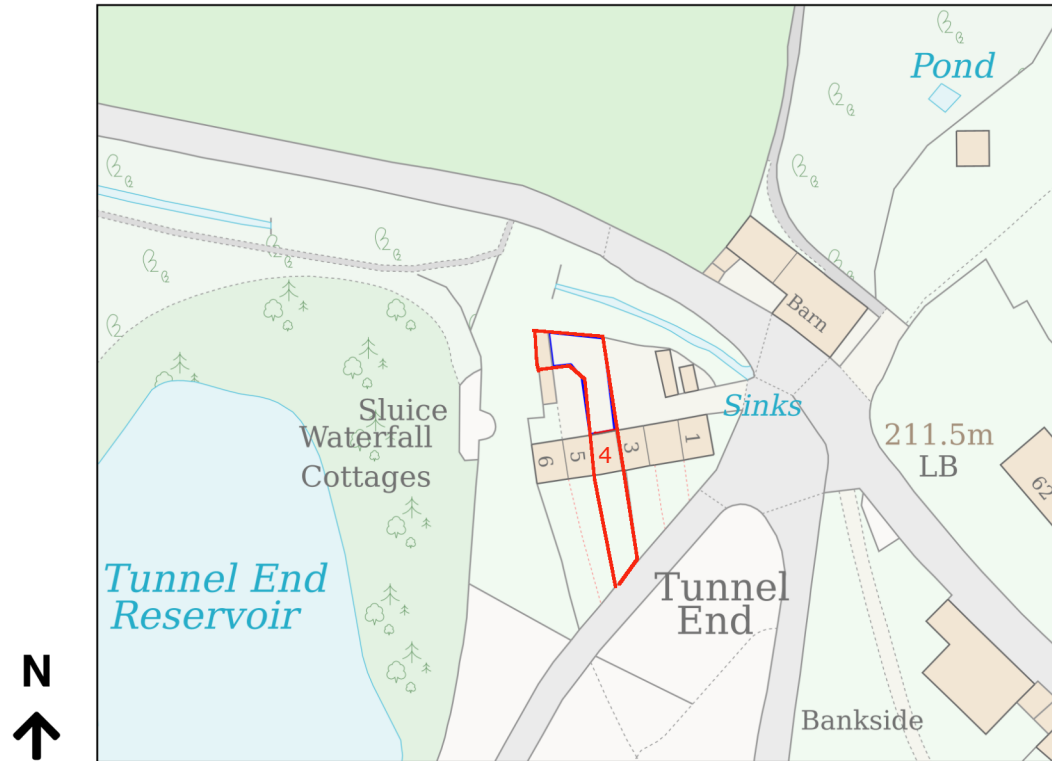 Pond
Barn
Sinks
211.5m
LB
62
Sluice
Waterfall
Cottages
6
5
4
3
1
Tunnel End
Reservoir
Tunnel
End
Bankside
N